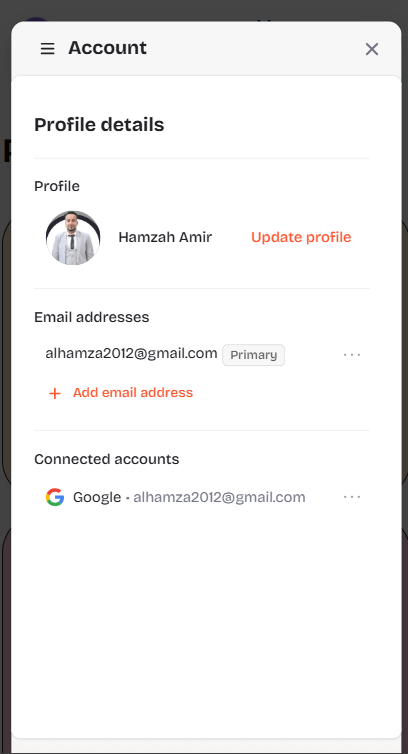 Account
Profile details
Profile
Hamzah Amir
Update profile
Email addresses
alhamza2012@gmail.com Primary
Add email address
Connected accounts
Google • alhamza2012@gmail.com